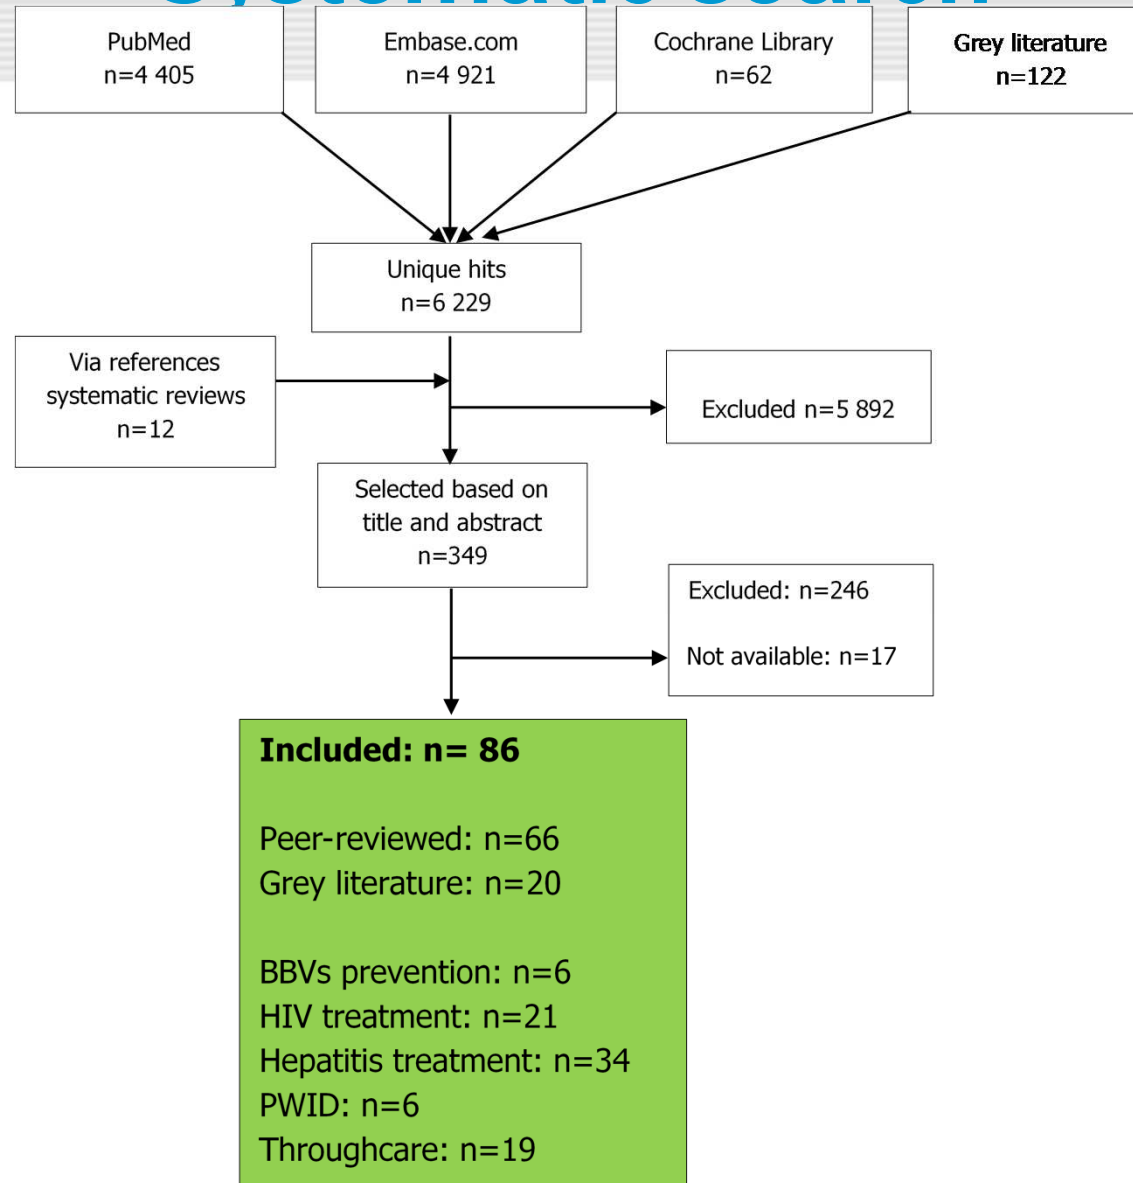 Systematic search
PubMed
n=4 405
Embase.com
n=4 921
Cochrane Library
n=62
Grey literature
n=122
Unique hits
n=6 229
Via references
systematic reviews
n=12
Excluded n=5 892
Selected based on
title and abstract
n=349
Excluded: n=246
Not available: n=17
Included: n= 86
Peer-reviewed: n=66
Grey literature: n=20
BBVs prevention: n=6
HIV treatment: n=21
Hepatitis treatment: n=34
PWID: n=6
Throughcare: n=19